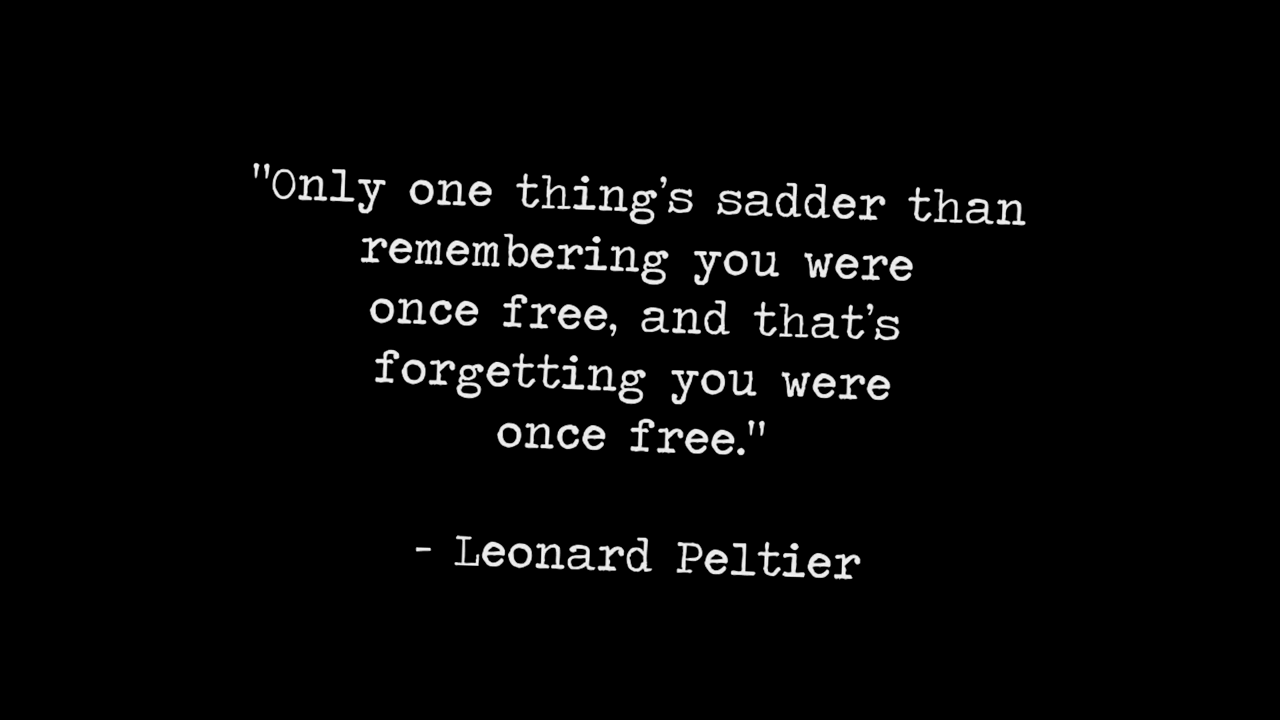 "Only one thing's sadder than
remembering you were
once free, and that's
forgetting you were
once free."
- Leonard Peltier